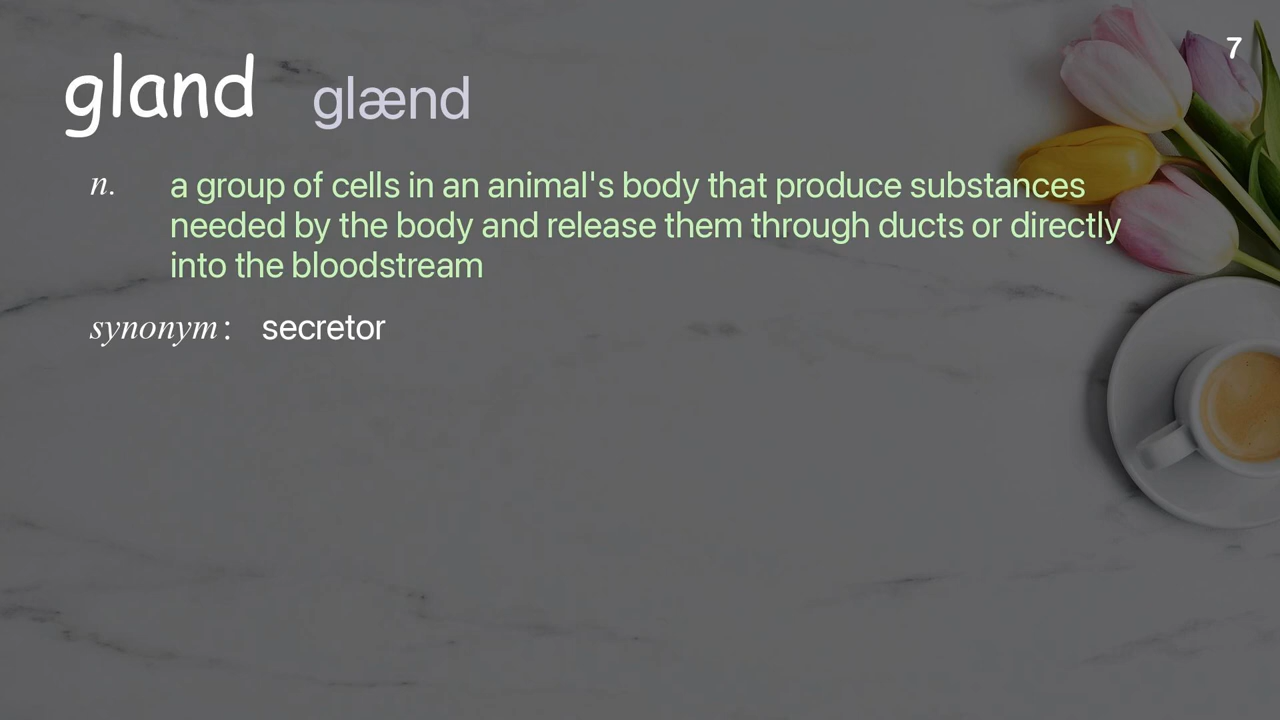 7
gland glænd
n. a group of cells in an animal's body that produce substances
needed by the body and release them through ducts or directly
into the bloodstream
synonym: secretor